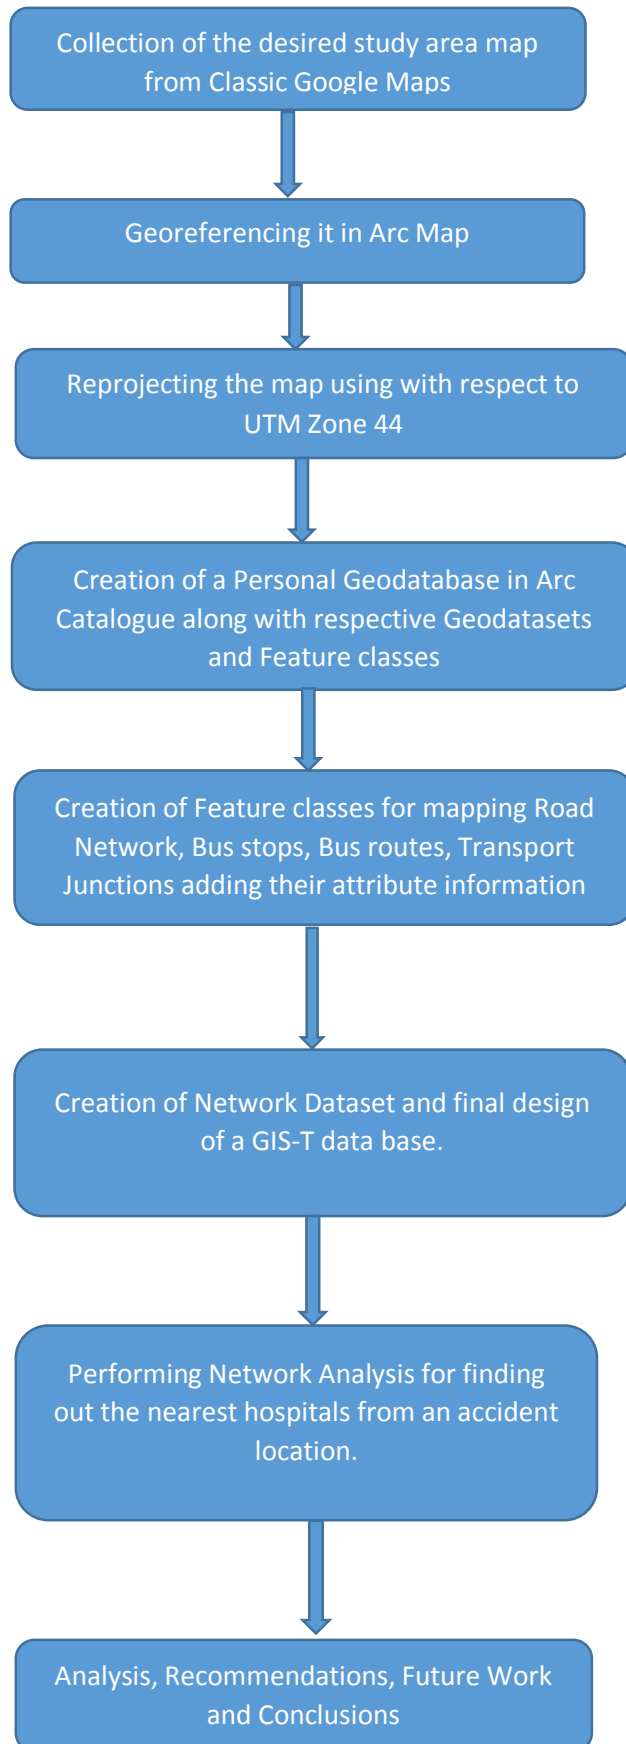 Collection of the desired study area map
from Classic Google Maps
Georeferencing it in Arc Map
Reprojecting the map using with respect to
UTM Zone 44
Creation of a Personal Geodatabase in Arc
Catalogue along with respective Geodatasets
and Feature classes
Creation of Feature classes for mapping Road
Network, Bus stops, Bus routes, Transport
Junctions adding their attribute information
Creation of Network Dataset and final design
of a GIS-T data base.
Performing Network Analysis for finding
out the nearest hospitals from an accident
location.
Analysis, Recommendations, Future Work
and Conclusions